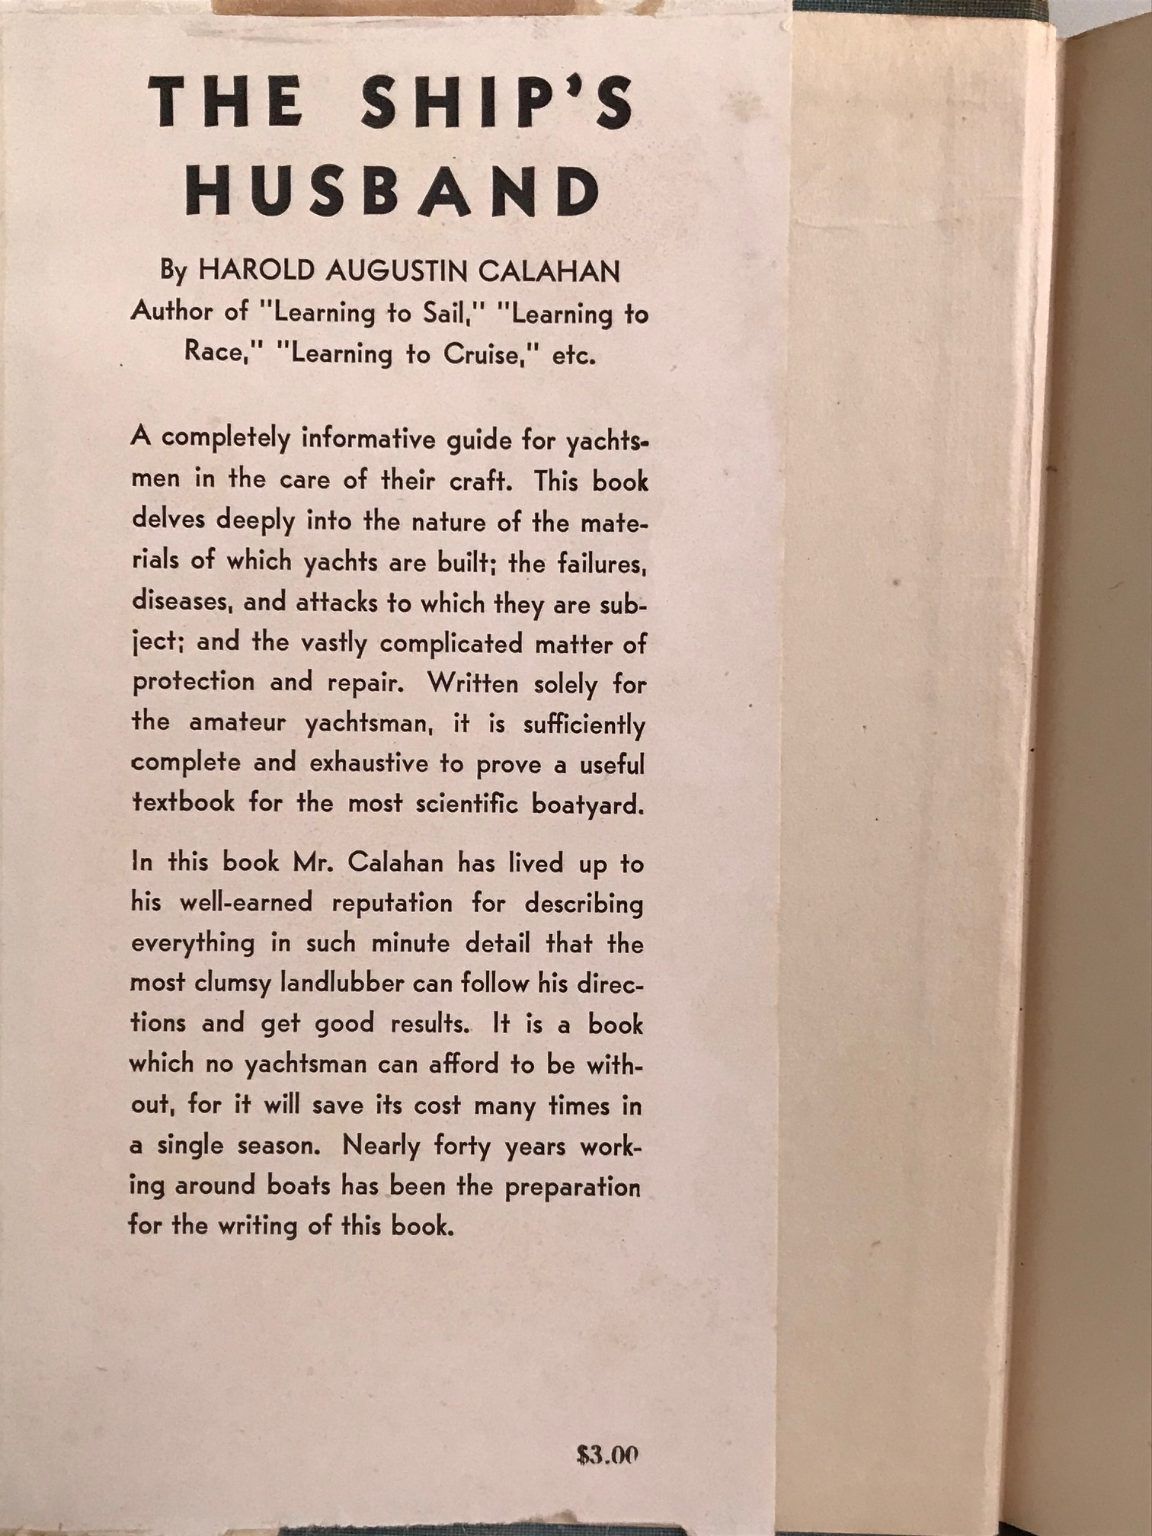 THE SHIP'S
HUSBAND
By HAROLD AUGUSTIN CALAHAN
Author of "Learning to Sail," "Learning to
Race," "Learning to Cruise," etc.
A completely informative guide for yachts-
men in the care of their craft. This book
delves deeply into the nature of the mate-
rials of which yachts are built; the failures,
diseases, and attacks to which they are sub-
ject; and the vastly complicated matter of
protection and repair. Written solely for
the amateur yachtsman, it is sufficiently
complete and exhaustive to prove a useful
textbook for the most scientific boatyard.
In this book Mr. Calahan has lived up to
his well-earned reputation for describing
everything in such minute detail that the
most clumsy landlubber can follow his direc-
tions and get good results. It is a book
which no yachtsman can afford to be with-
out, for it will save its cost many times in
a single season. Nearly forty years work-
ing around boats has been the preparation
for the writing of this book.
$3.00